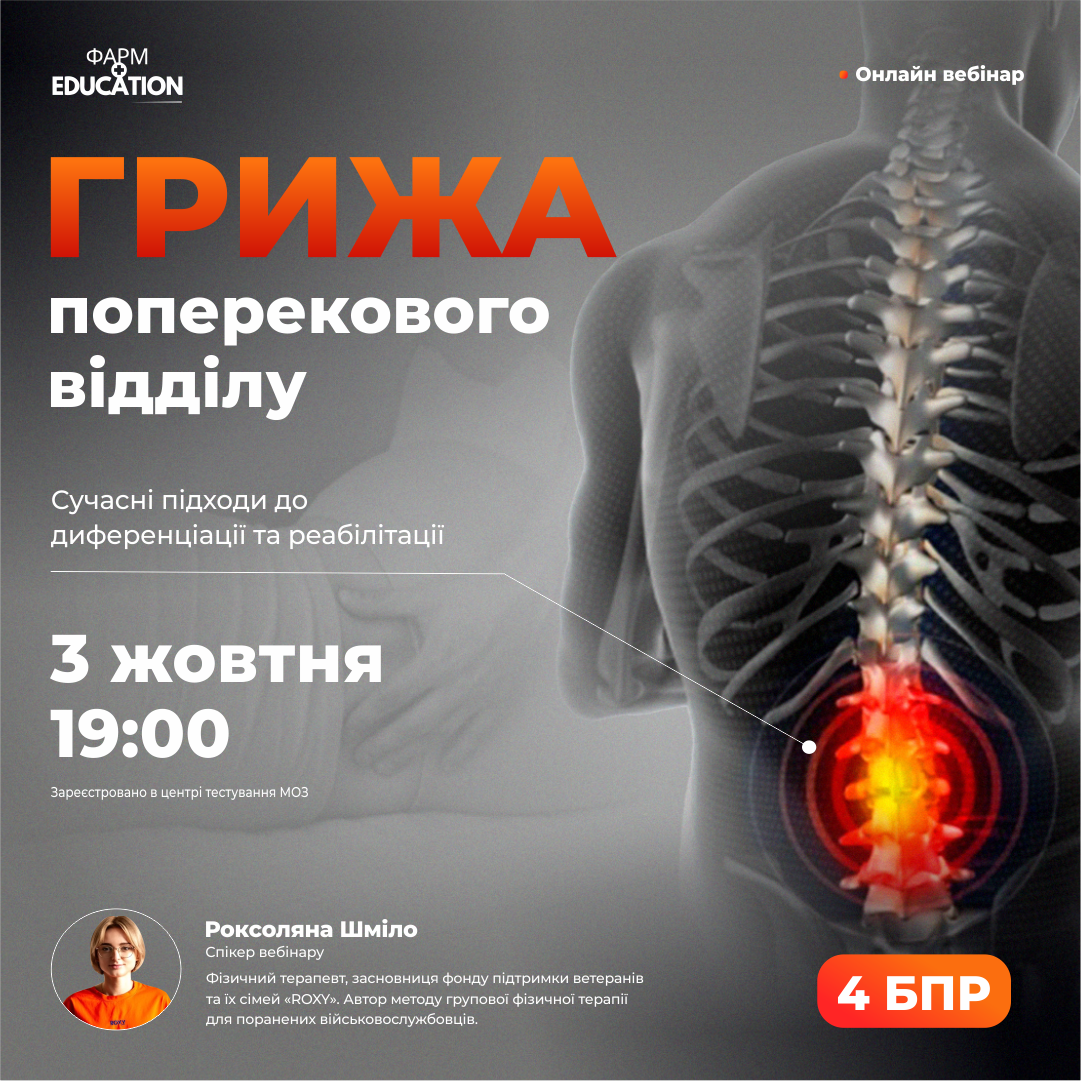 ФАРМ
EDUCATION
Онлайн вебінар
ГРИЖА
поперекового
відділу
Сучасні підходи до
диференціації та реабілітації
3 жовтня
19:00
Зареєстровано в центрі тестування МОЗ
Роксоляна Шміло
Спікер вебінару
Фізичний терапевт, засновниця фонду підтримки ветеранів
та їх сімей «ROXY». Автор методу групової фізичної терапії
для поранених військовослужбовців.
4 БПР